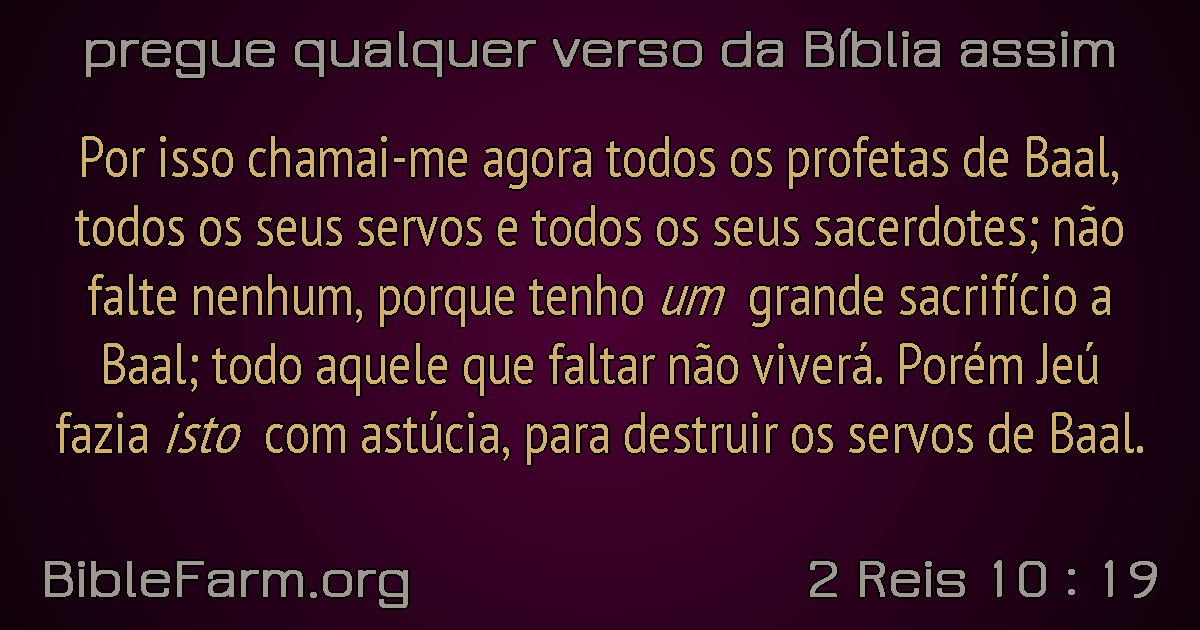 pregue qualquer verso da Bíblia assim
Por isso chamai-me agora todos os profetas de Baal,
todos os seus servos e todos os seus sacerdotes; não
falte nenhum, porque tenho um grande sacrifício a
Baal; todo aquele que faltar não viverá. Porém Jeú
fazia isto com astúcia, para destruir os servos de Baal.
BibleFarm.org
2 Reis 10 : 19